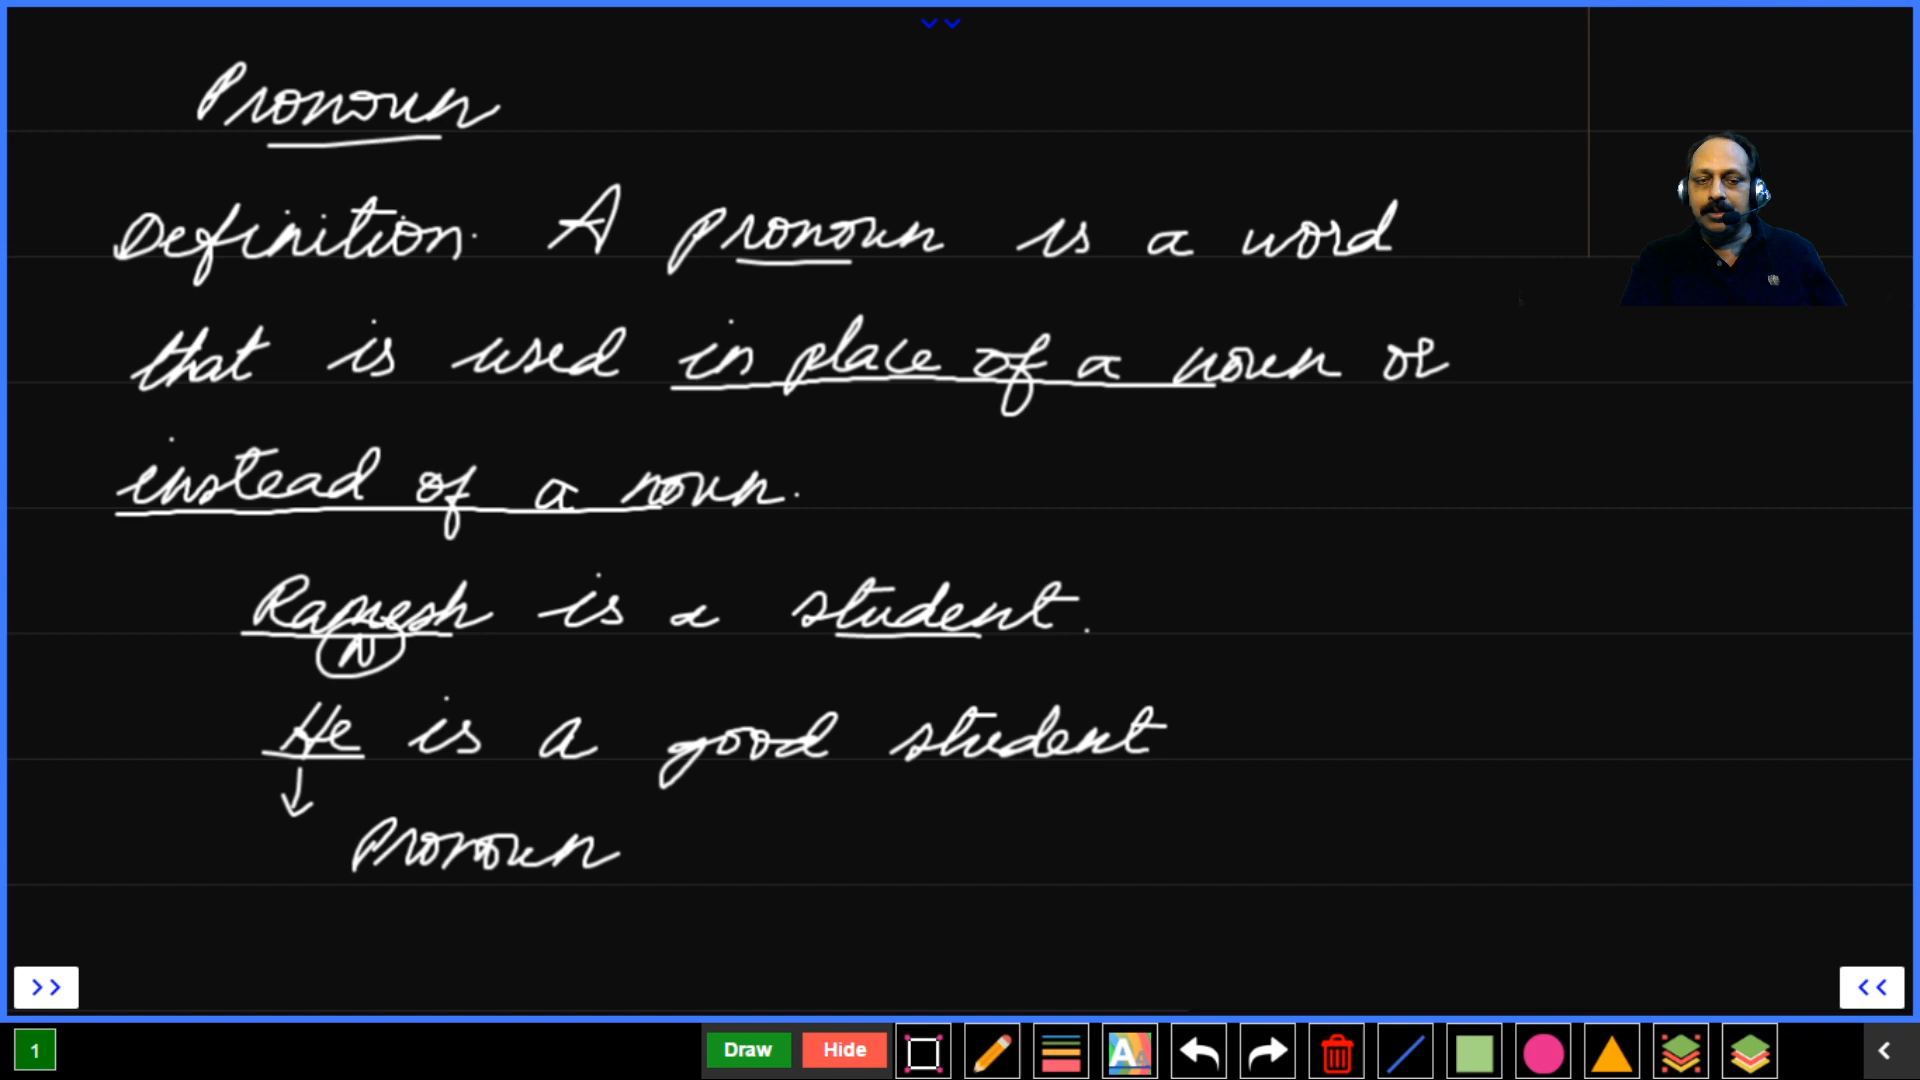 Pronoun
Definition. A pronoun is a word
that is used in place of a noun or
instead of a noun.
Ramesh is a student.
N
He is a good student
Pronoun
1
Draw
Hide